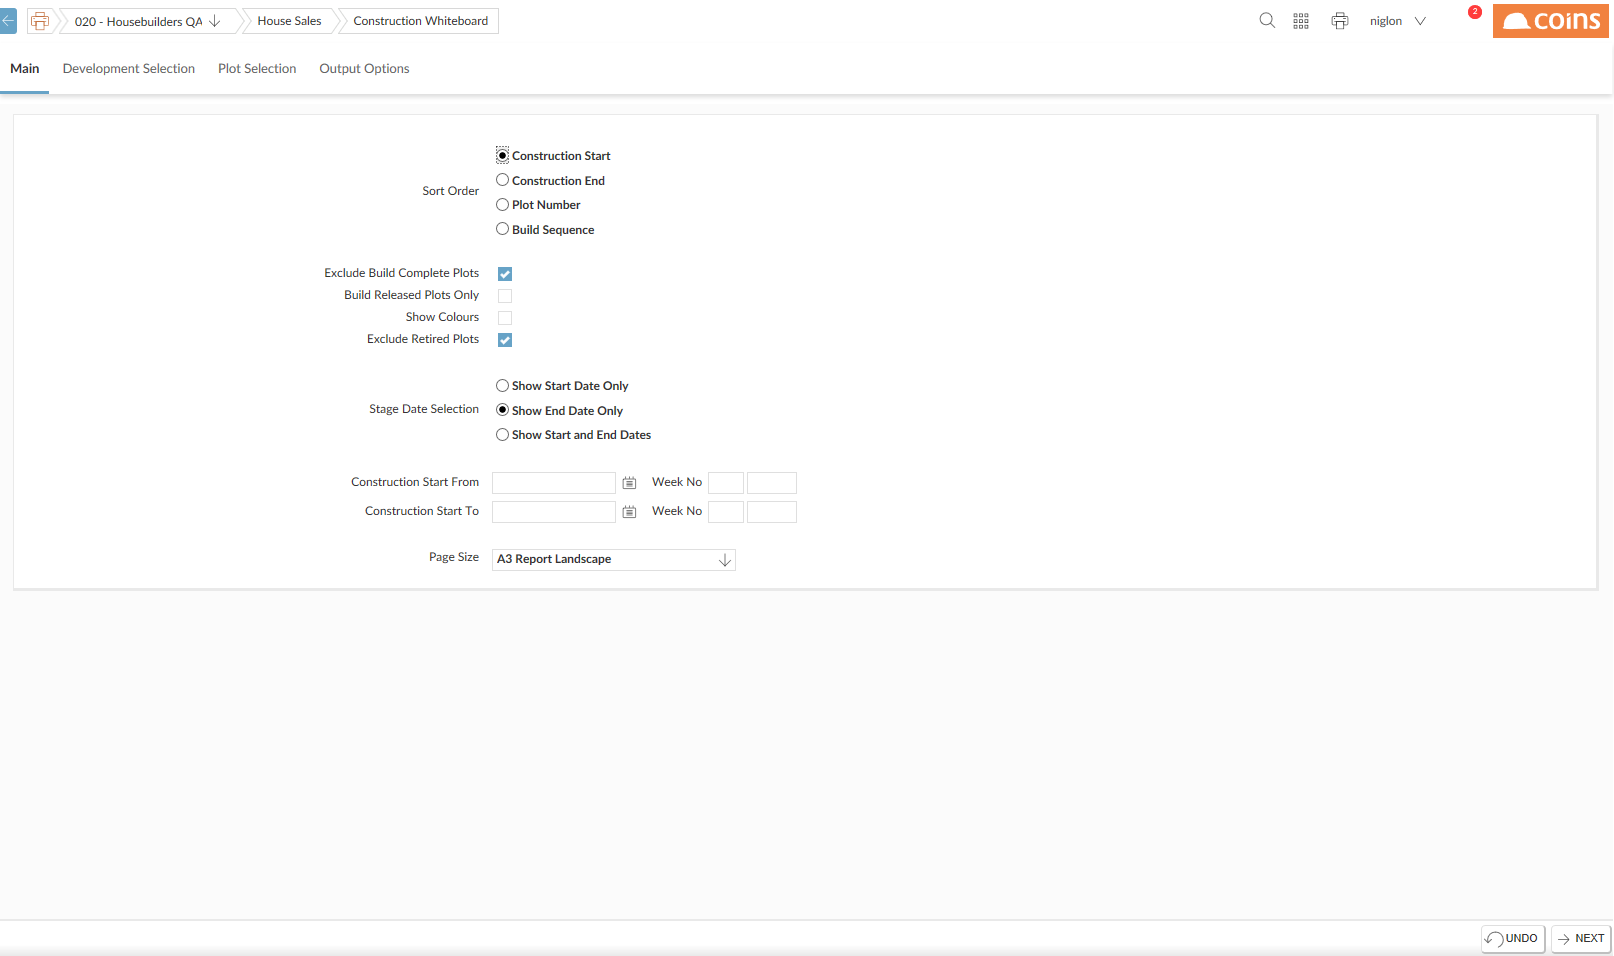 020 - Housebuilders QA House Sales Construction Whiteboard niglon 2 coins
Main Development Selection Plot Selection Output Options
Sort Order
Construction Start
Construction End
Plot Number
Build Sequence
Exclude Build Complete Plots
Build Released Plots Only
Show Colours
Exclude Retired Plots
Stage Date Selection
Show Start Date Only
Show End Date Only
Show Start and End Dates
Construction Start From Week No
Construction Start To Week No
Page Size A3 Report Landscape
UNDO NEXT